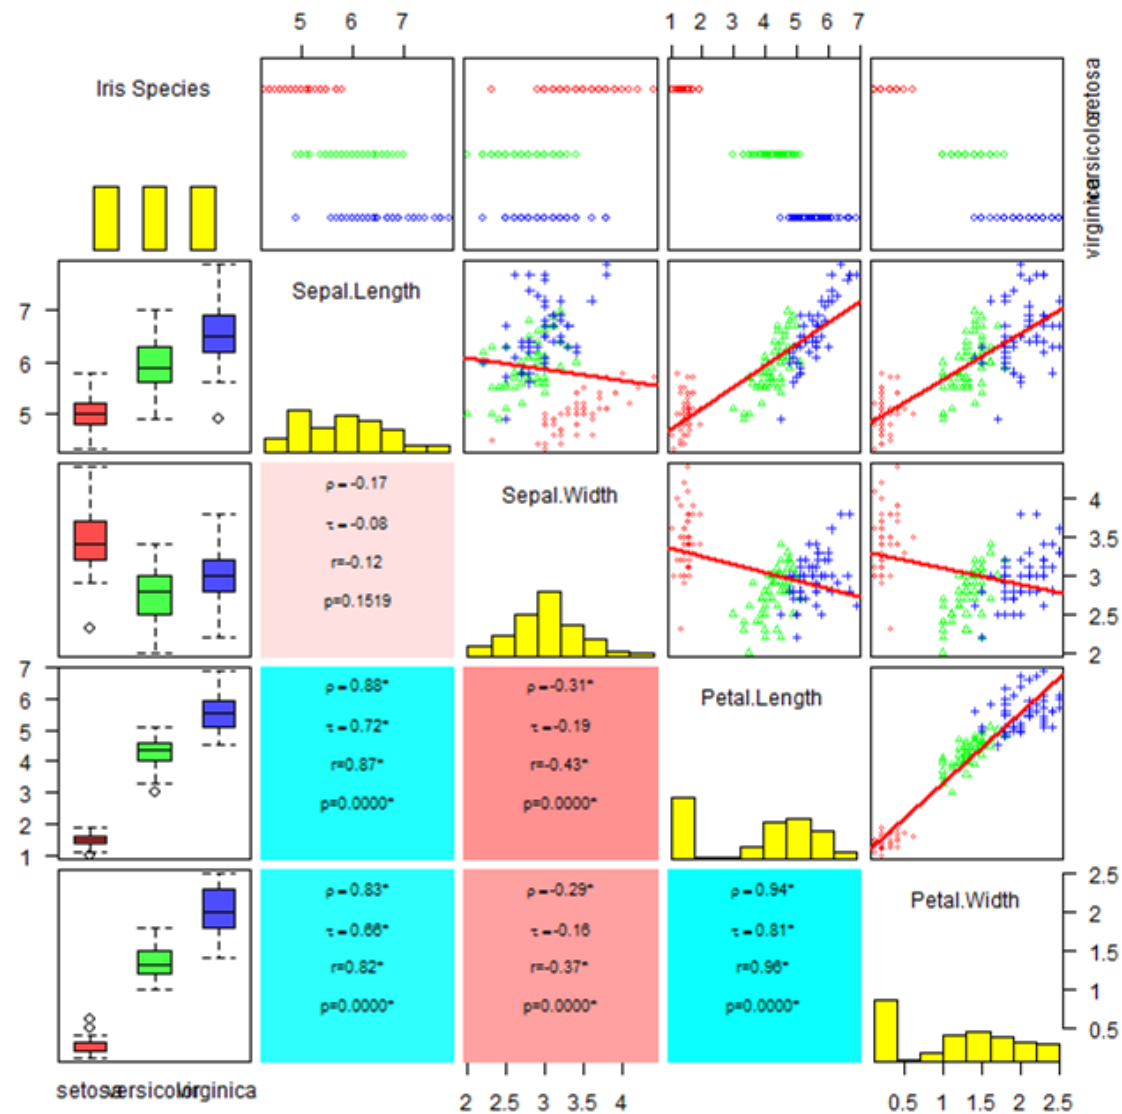 5 6 7
1 2 3 4 5 6 7
Iris Species
setosa
versicolor
virginica
7
6
5
Sepal.Length
ρ = -0.17
τ = -0.08
r=-0.12
p=0.1519
Sepal.Width
4
3.5
3
2.5
2
7
6
5
4
3
2
1
ρ = 0.88*
τ = 0.72*
r=0.87*
p=0.0000*
ρ = -0.31*
τ = -0.19
r=-0.43*
p=0.0000*
Petal.Length
ρ = 0.83*
τ = 0.66*
r=0.82*
p=0.0000*
ρ = -0.29*
τ = -0.16
r=-0.37*
p=0.0000*
ρ = 0.94*
τ = 0.81*
r=0.96*
p=0.0000*
Petal.Width
2.5
2
1.5
1
0.5
setosa versicolor virginica
2 2.5 3 3.5 4
0.5 1 1.5 2 2.5